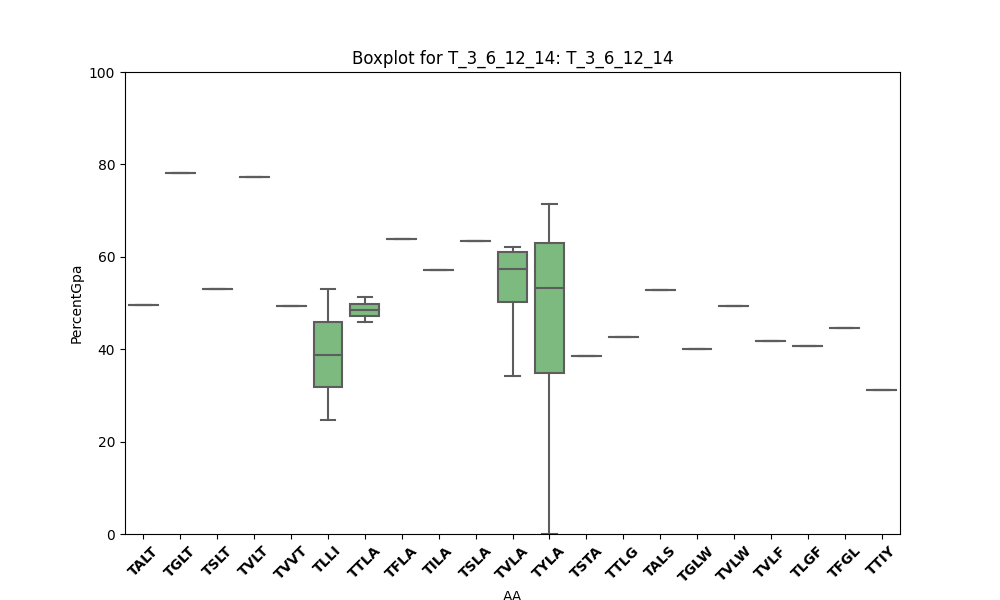 Boxplot for T_3_6_12_14: T_3_6_12_14
100
80
60
40
20
0
PercentGpa
TALT
TGLT
TSLT
TVLT
TVVT
TLLI
TTLA
TFLA
TILA
TSLA
TVLA
TYLA
TSTA
TTLG
TALS
TGLW
TVLW
TVLF
TLGF
TFGL
TTIY
AA